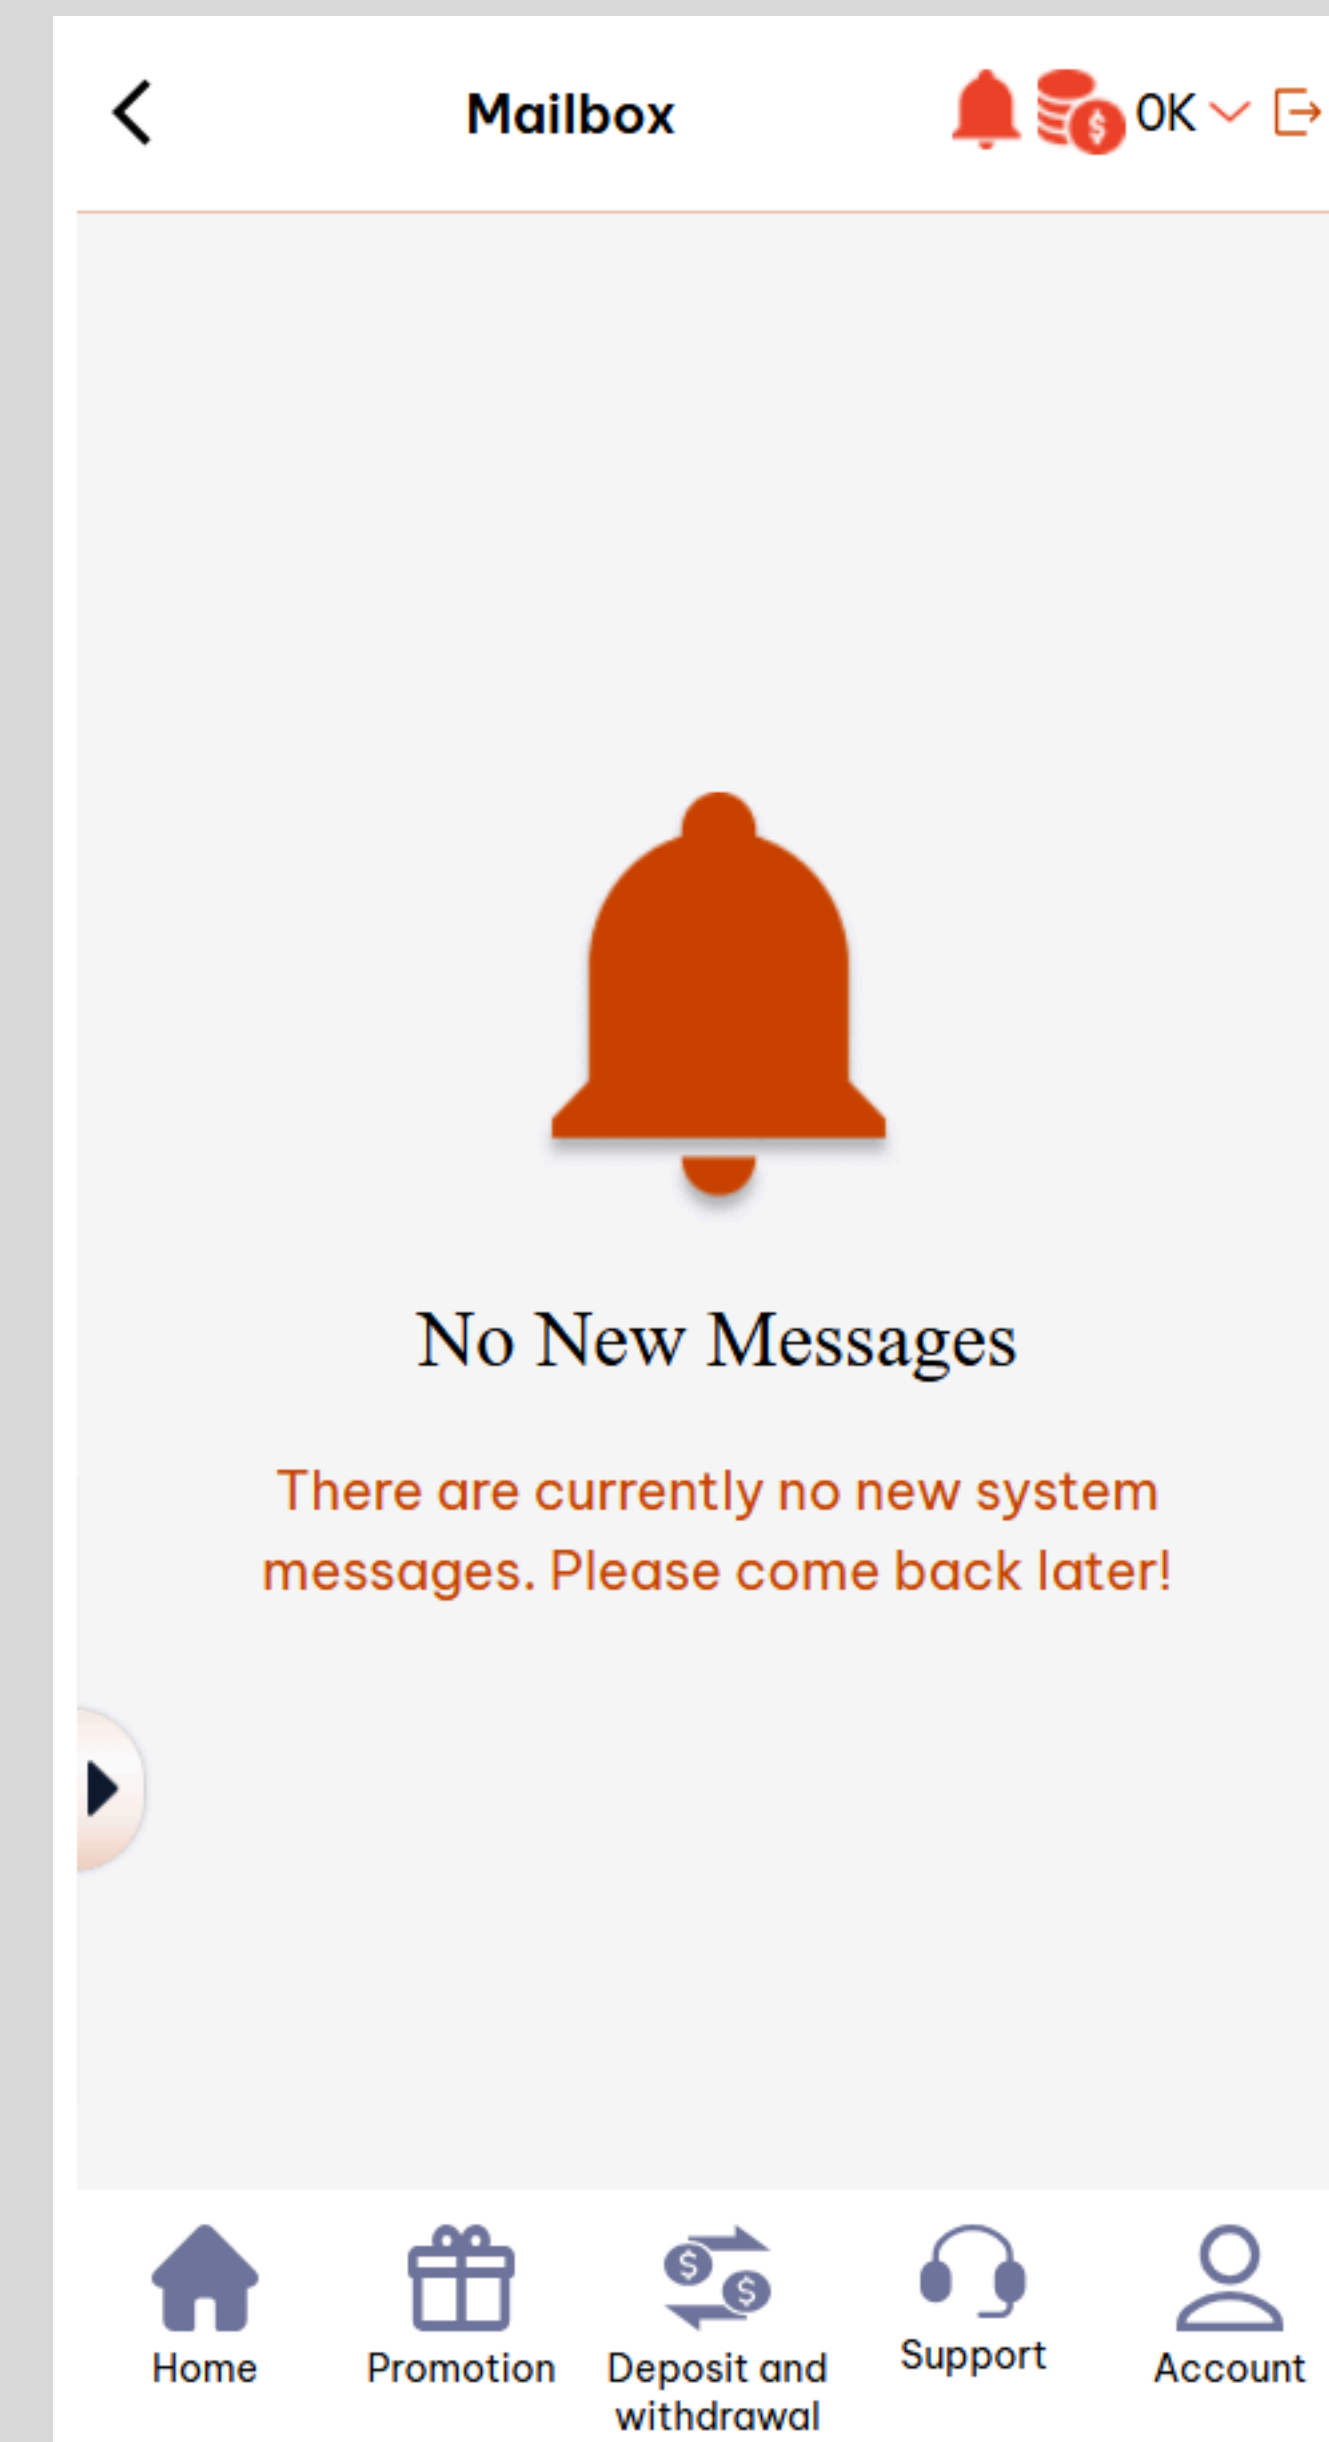 Mailbox
0K
No New Messages
There are currently no new system
messages. Please come back later!
Home
Promotion
Deposit and
withdrawal
Support
Account